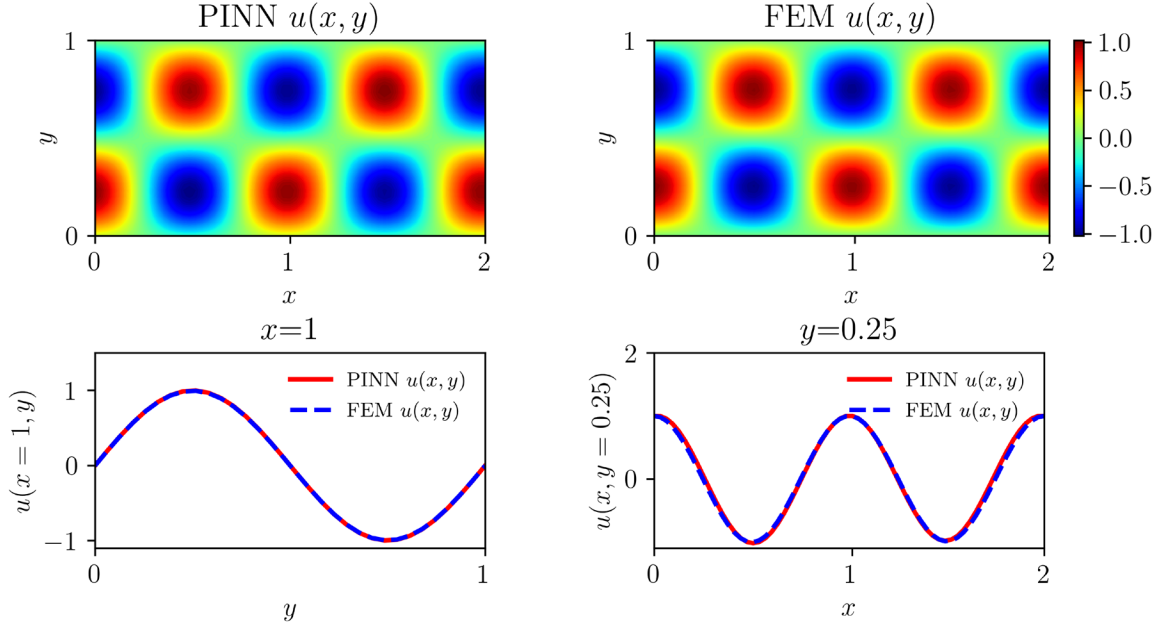 PINN u(x, y)
1
y
0
0
1
2
x
FEM u(x, y)
1
y
0
0
1
2
x
1.0
0.5
0.0
−0.5
−1.0
x=1
1
0
−1
u(x = 1, y)
PINN u(x, y)
FEM u(x, y)
0
1
y
y=0.25
2
0
u(x, y = 0.25)
PINN u(x, y)
FEM u(x, y)
0
1
2
x